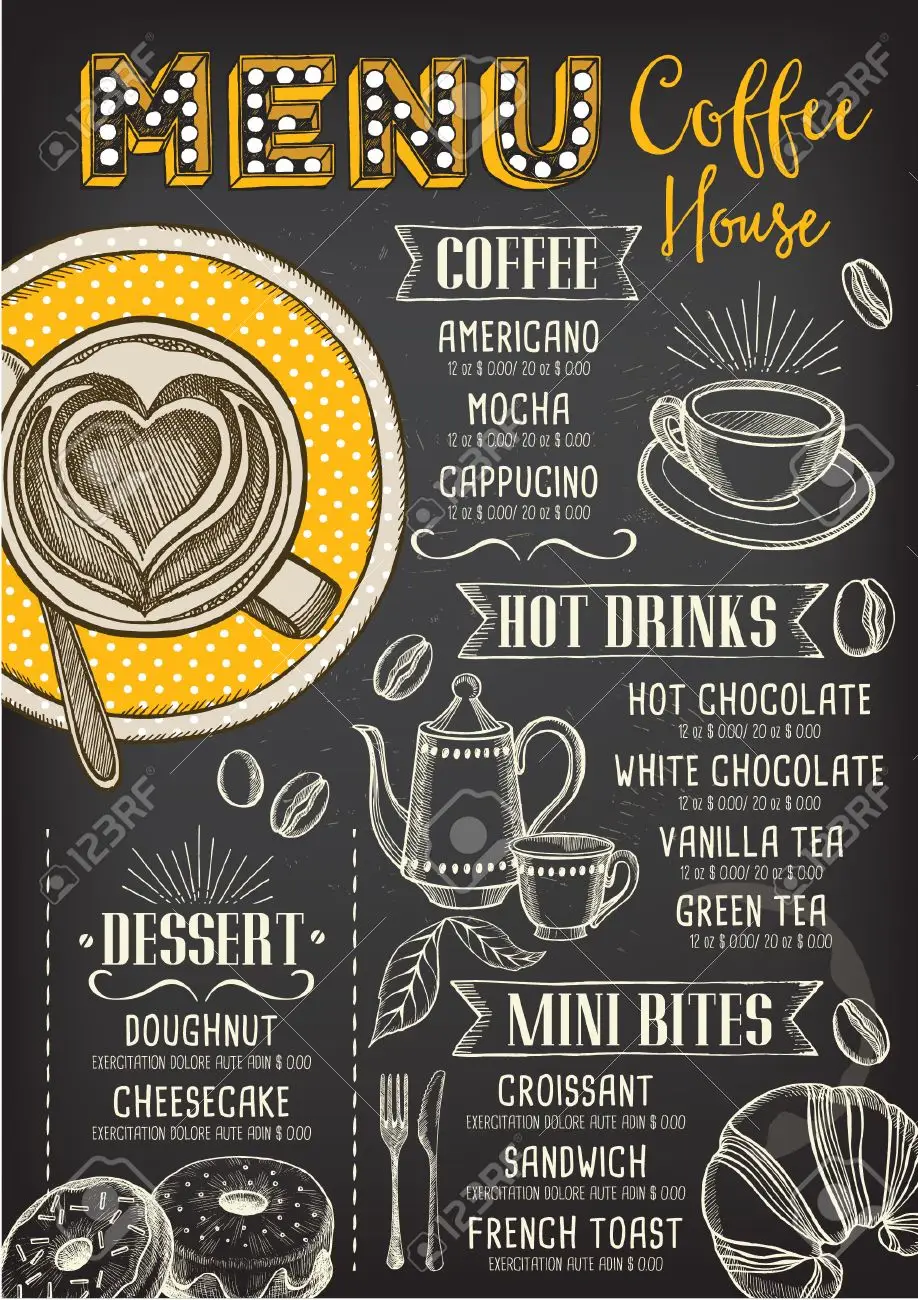 MENU
Coffee
House
COFFEE
AMERICANO
12 oz $ 0.00/ 20 oz $ 0.00
MOCHA
12 oz $ 0.00/ 20 oz $ 0.00
CAPPUCINO
12 oz $ 0.00/ 20 oz $ 0.00
HOT DRINKS
HOT CHOCOLATE
12 oz $ 0.00/ 20 oz $ 0.00
WHITE CHOCOLATE
12 oz $ 0.00/ 20 oz $ 0.00
VANILLA TEA
12 oz $ 0.00/ 20 oz $ 0.00
GREEN TEA
12 oz $ 0.00/ 20 oz $ 0.00
DESSERT
DOUGHNUT
EXERCITATION DOLORE AUTE ADIN $ 0.00
CHEESECAKE
EXERCITATION DOLORE AUTE ADIN $ 0.00
MINI BITES
CROISSANT
EXERCITATION DOLORE AUTE ADIN $ 0.00
SANDWICH
EXERCITATION DOLORE AUTE ADIN $ 0.00
FRENCH TOAST
EXERCITATION DOLORE AUTE ADIN $ 0.00
123RF